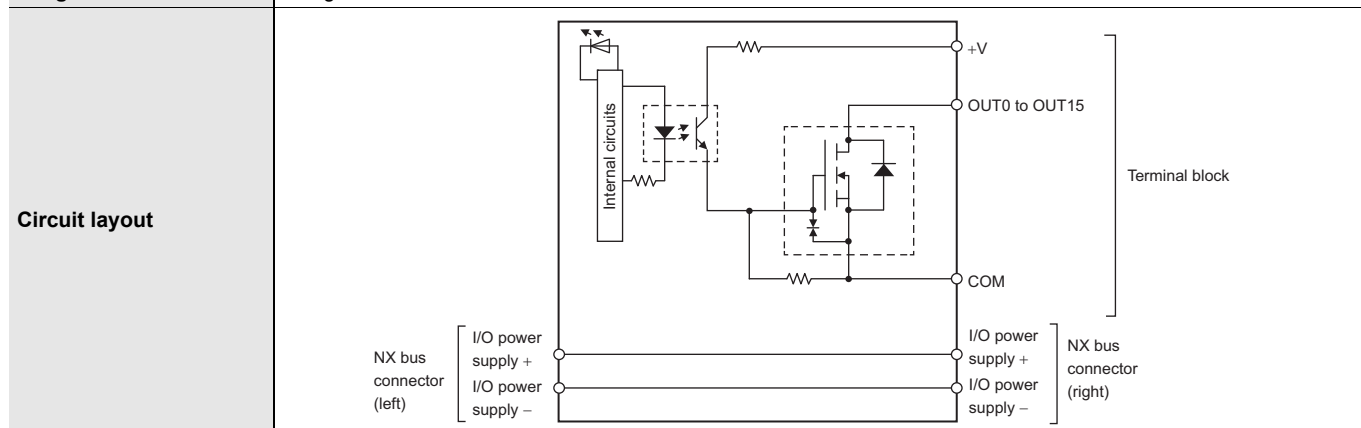 Circuit layout
Internal circuits
+V
OUT0 to OUT15
Terminal block
COM
NX bus
connector
(left)
I/O power
supply +
I/O power
supply −
I/O power
supply +
I/O power
supply −
NX bus
connector
(right)